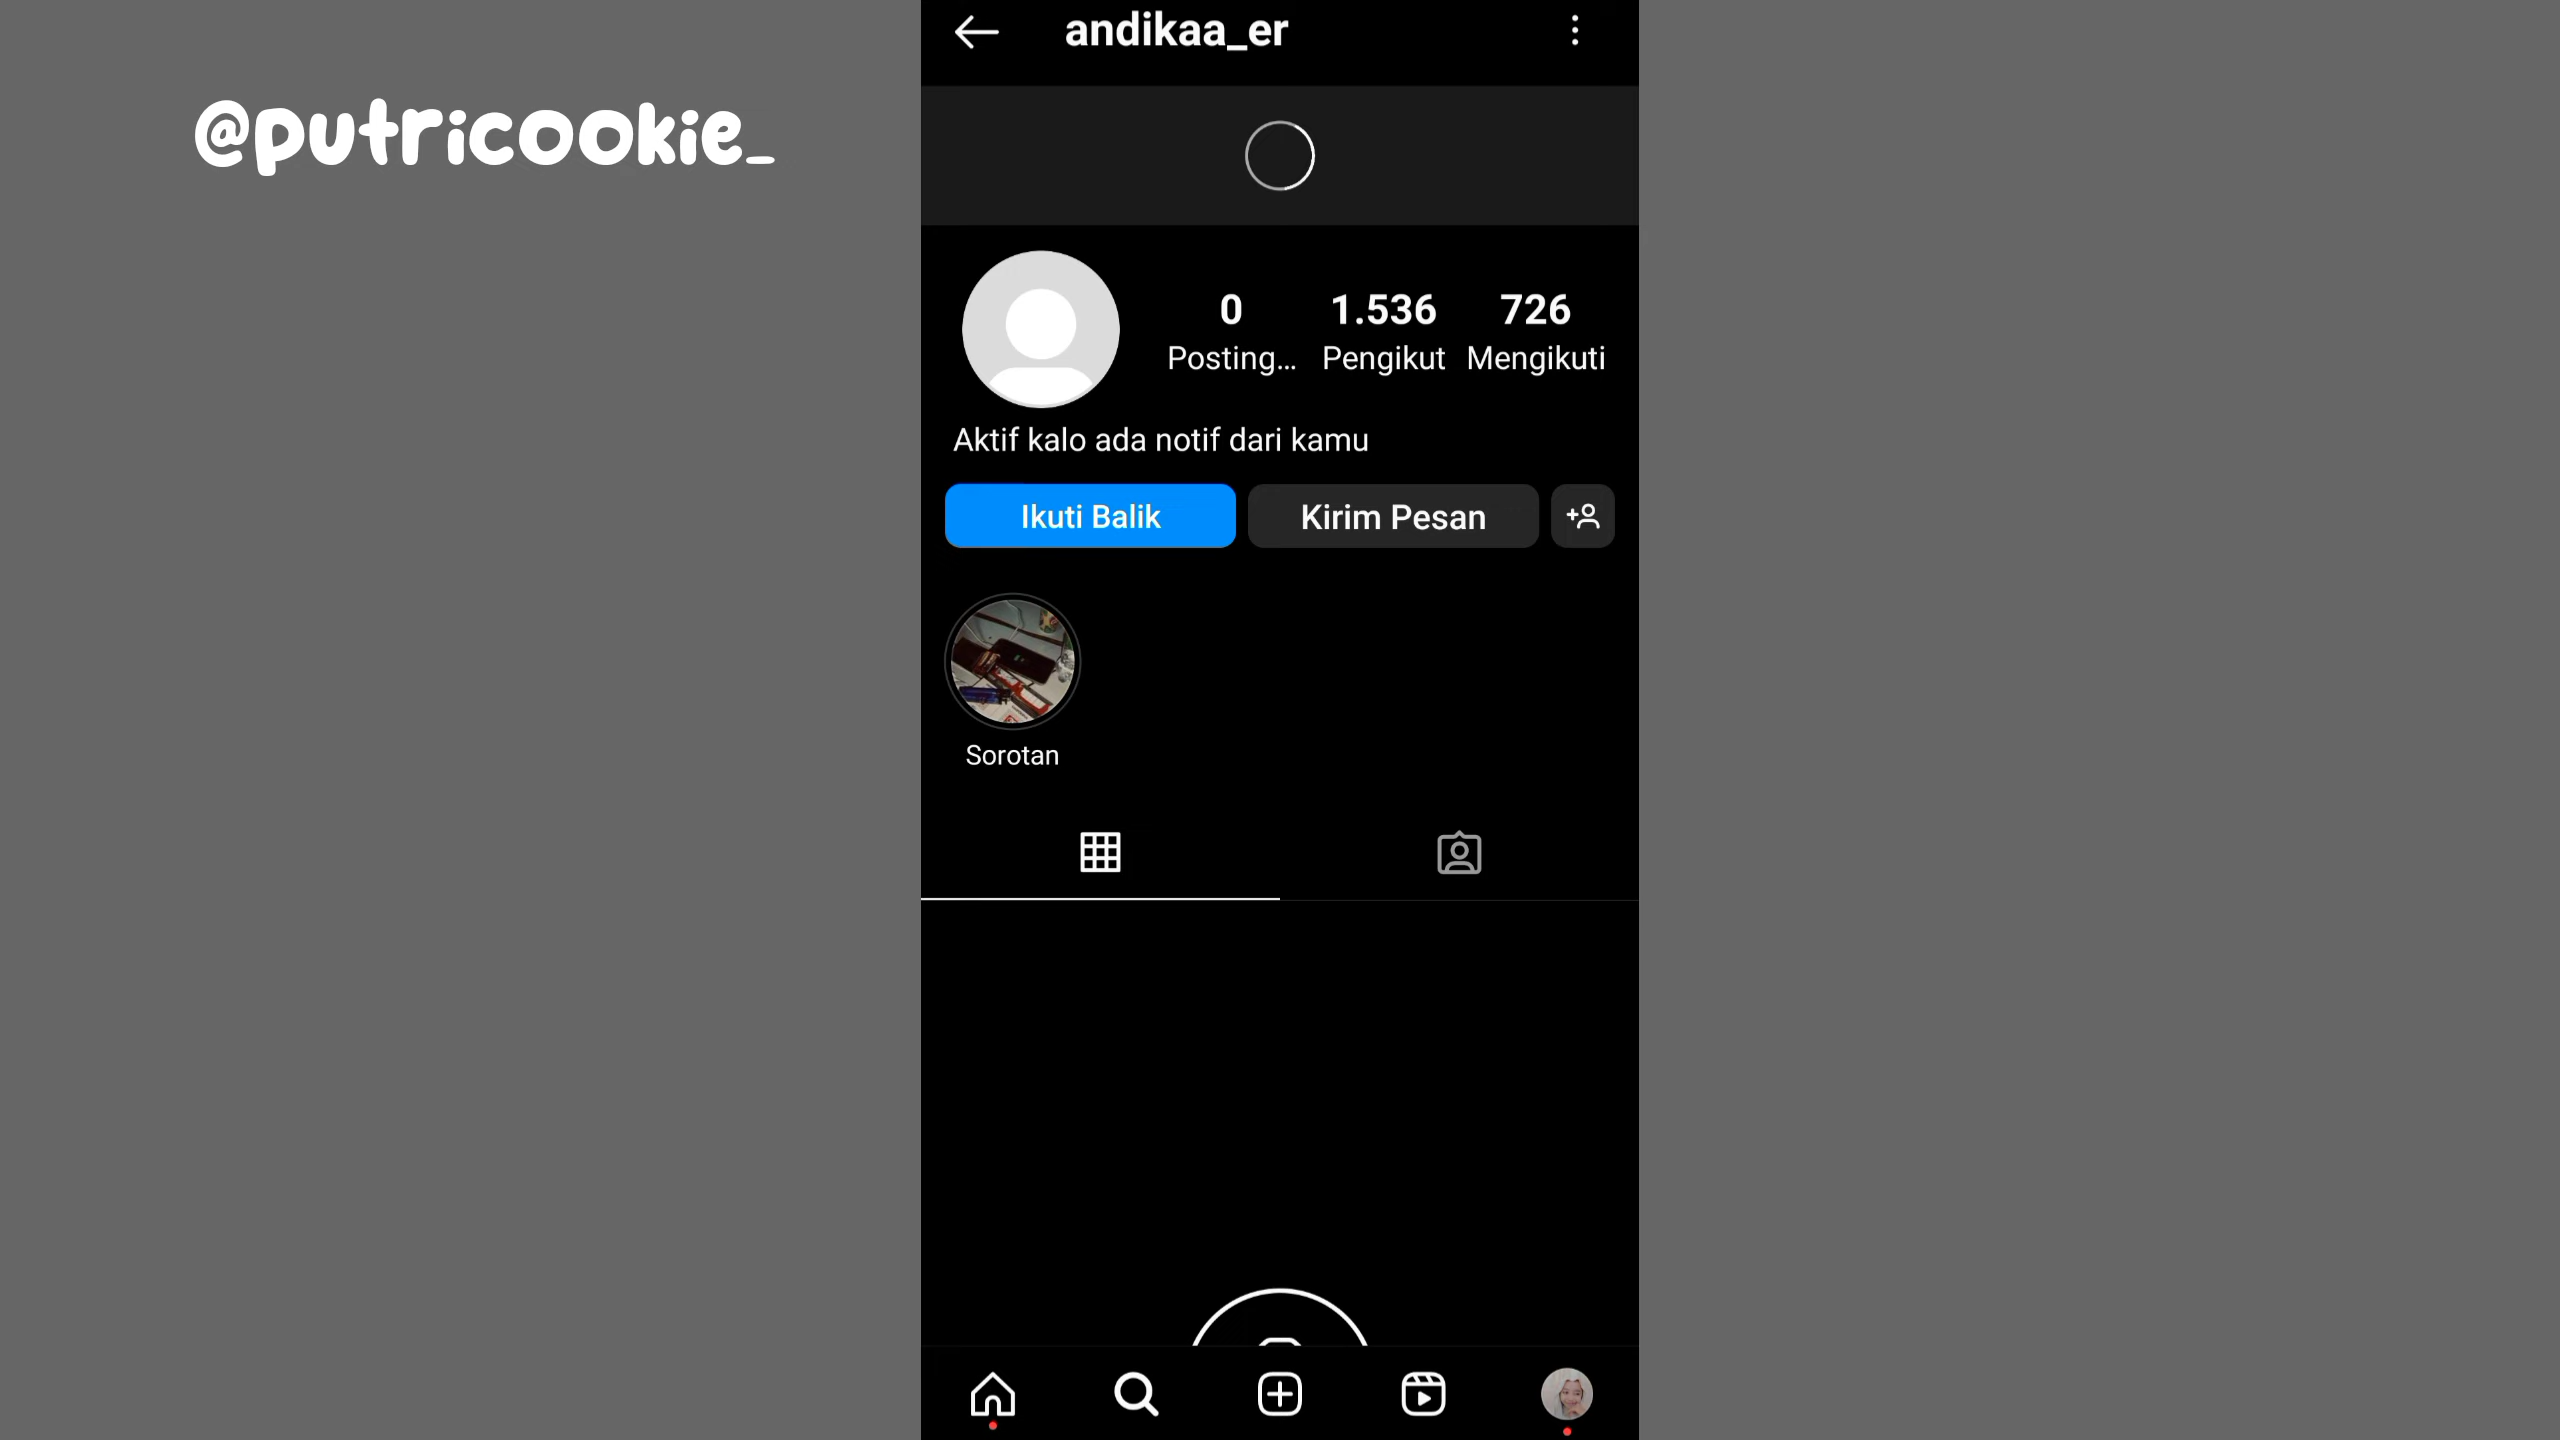 andikaa_er
@putricookie_
0 1.536 726
Posting... Pengikut Mengikuti
Aktif kalo ada notif dari kamu
Ikuti Balik Kirim Pesan
Sorotan